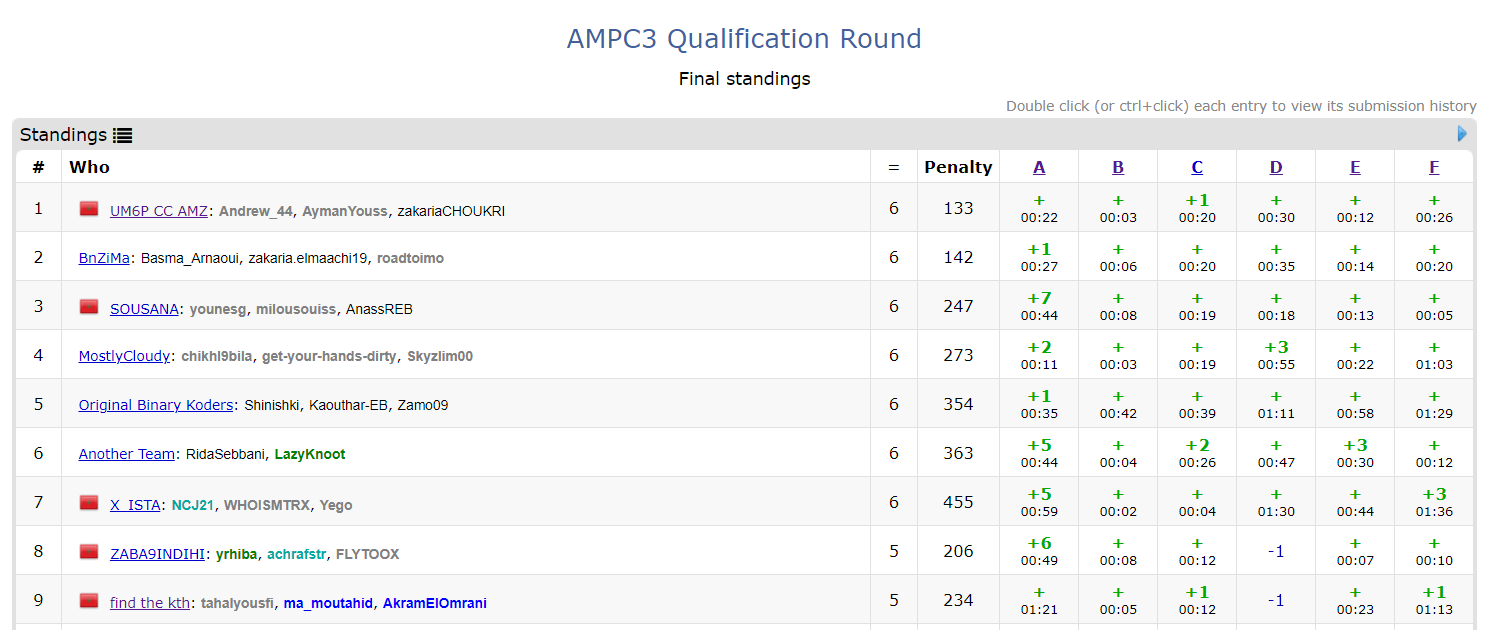 AMPC3 Qualification Round
Final standings
Double click (or ctrl+click) each entry to view its submission history
Standings
# Who = Penalty A B C D E F
1 UM6P CC AMZ: Andrew_44, AymanYouss, zakariaCHOUKRI 6 133 + + +1 + + +
00:22 00:03 00:20 00:30 00:12 00:26
2 BnZiMa: Basma_Arnaoui, zakaria.elmaachi19, roadtoimo 6 142 +1 + + + + +
00:27 00:06 00:20 00:35 00:14 00:20
3 SOUSANA: younesg, milousouiss, AnassREB 6 247 +7 + + + + +
00:44 00:08 00:19 00:18 00:13 00:05
4 MostlyCloudy: chikhl9bila, get-your-hands-dirty, Skyzlim00 6 273 +2 + + +3 + +
00:11 00:03 00:19 00:55 00:22 01:03
5 Original Binary Koders: Shinishki, Kaouthar-EB, Zamo09 6 354 +1 + + + + +
00:35 00:42 00:39 01:11 00:58 01:29
6 Another Team: RidaSebbani, LazyKnoot 6 363 +5 + +2 + +3 +
00:44 00:04 00:26 00:47 00:30 00:12
7 X_ISTA: NCJ21, WHOISMTRX, Yego 6 455 +5 + + + + +3
00:59 00:02 00:04 01:30 00:44 01:36
8 ZABA9INDIHI: yrhiba, achrafstr, FLYTOOX 5 206 +6 + + -1 + +
00:49 00:08 00:12 00:07 00:10
9 find the kth: tahalyousfi, ma_moutahid, AkramElOmrani 5 234 + + +1 -1 + +1
01:21 00:05 00:12 00:23 01:13